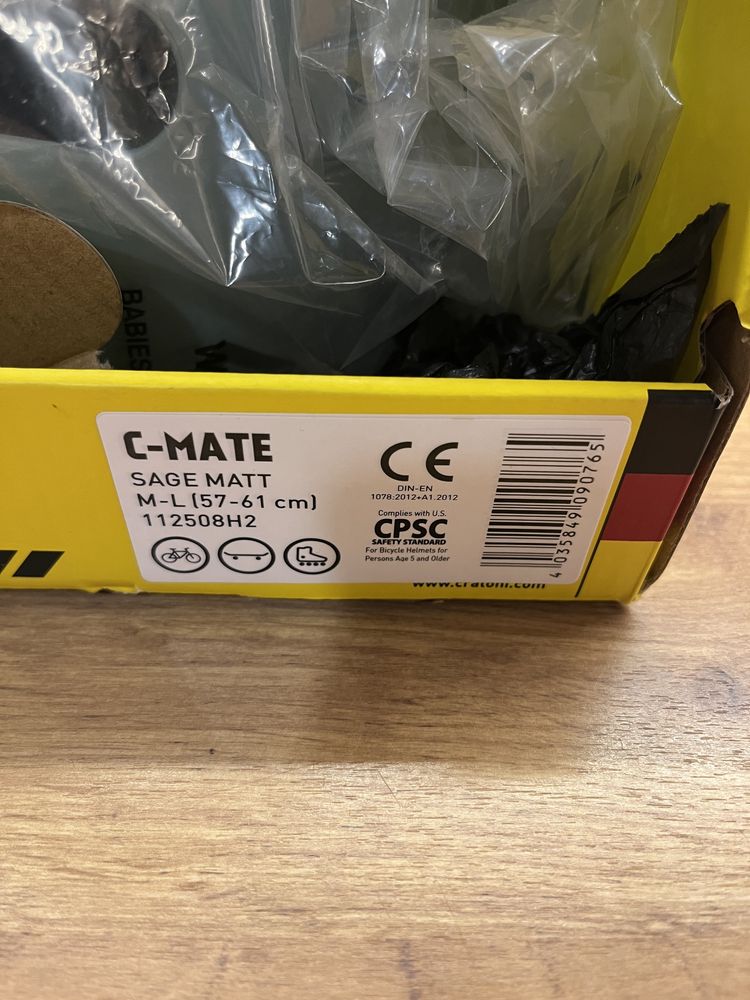 BABIES
C-MATE
SAGE MATT
M-L (57-61 cm)
112508H2
CE
DIN-EN
1078:2012+A1:2012
Complies with U.S.
CPSC
SAFETY STANDARD
For Bicycle Helmets for
Persons Age 5 and Older
4 035849 090765
www.cratoni.com